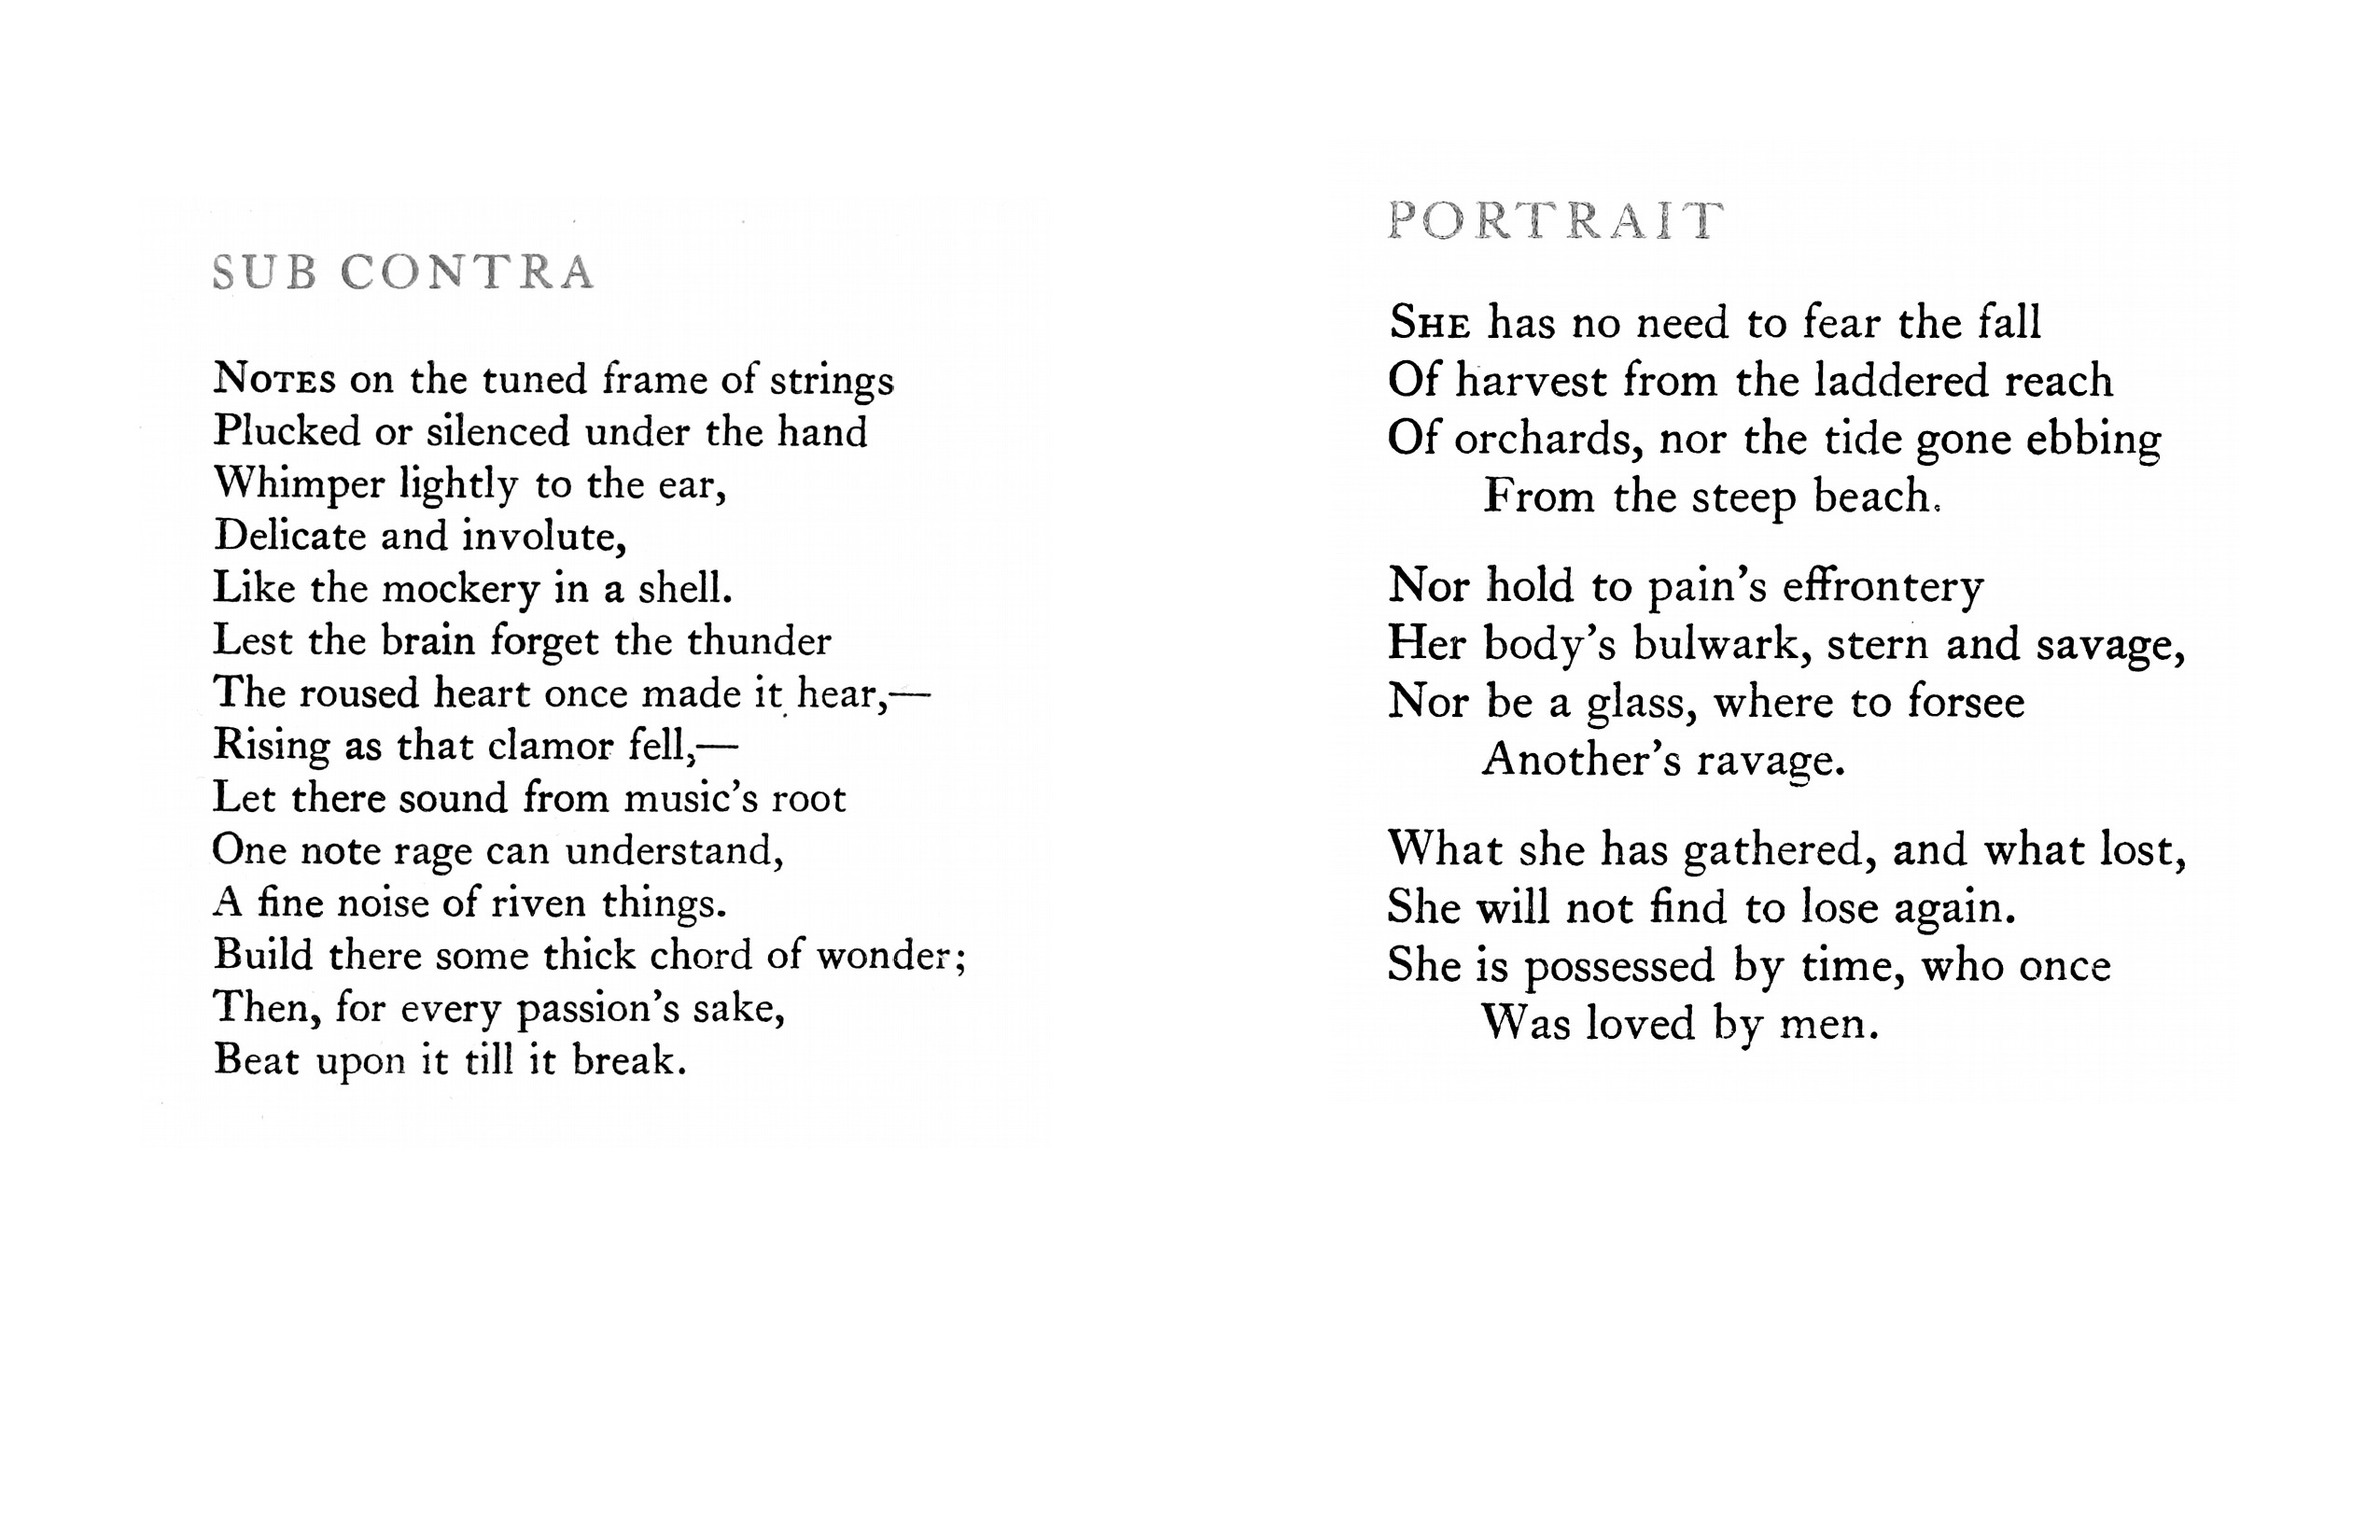 SUB CONTRA
NOTES on the tuned frame of strings
Plucked or silenced under the hand
Whimper lightly to the ear,
Delicate and involute,
Like the mockery in a shell.
Lest the brain forget the thunder
The roused heart once made it hear,—
Rising as that clamor fell,—
Let there sound from music’s root
One note rage can understand,
A fine noise of riven things.
Build there some thick chord of wonder;
Then, for every passion’s sake,
Beat upon it till it break.
PORTRAIT
SHE has no need to fear the fall
Of harvest from the laddered reach
Of orchards, nor the tide gone ebbing
From the steep beach.
Nor hold to pain’s effrontery
Her body’s bulwark, stern and savage,
Nor be a glass, where to forsee
Another’s ravage.
What she has gathered, and what lost,
She will not find to lose again.
She is possessed by time, who once
Was loved by men.